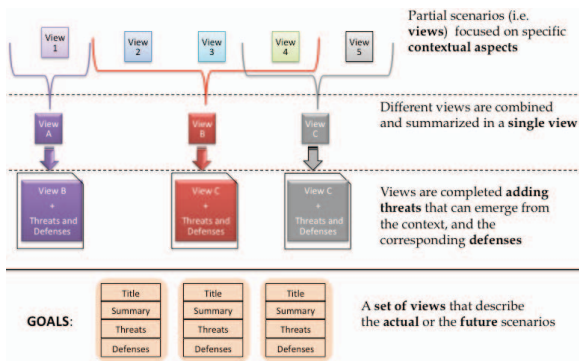 View
1
View
2
View
3
View
4
View
5
Partial scenarios (i.e.
views) focused on specific
contextual aspects
View
A
View
B
View
C
Different views are combined
and summarized in a single view
View B
+
Threats and
Defenses
View C
+
Threats and
Defenses
View C
+
Threats and
Defenses
Views are completed adding
threats that can emerge from
the context, and the
corresponding defenses
GOALS:
Title
Summary
Threats
Defenses
Title
Summary
Threats
Defenses
Title
Summary
Threats
Defenses
A set of views that describe
the actual or the future scenarios